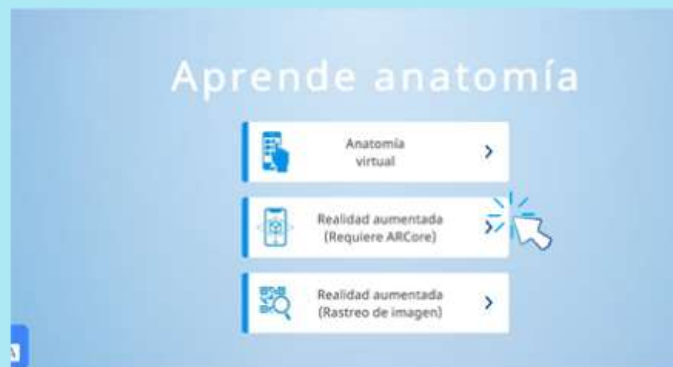 Aprende anatomía
Anatomía
virtual
Realidad aumentada
(Requiere ARCore)
Realidad aumentada
(Rastreo de imagen)